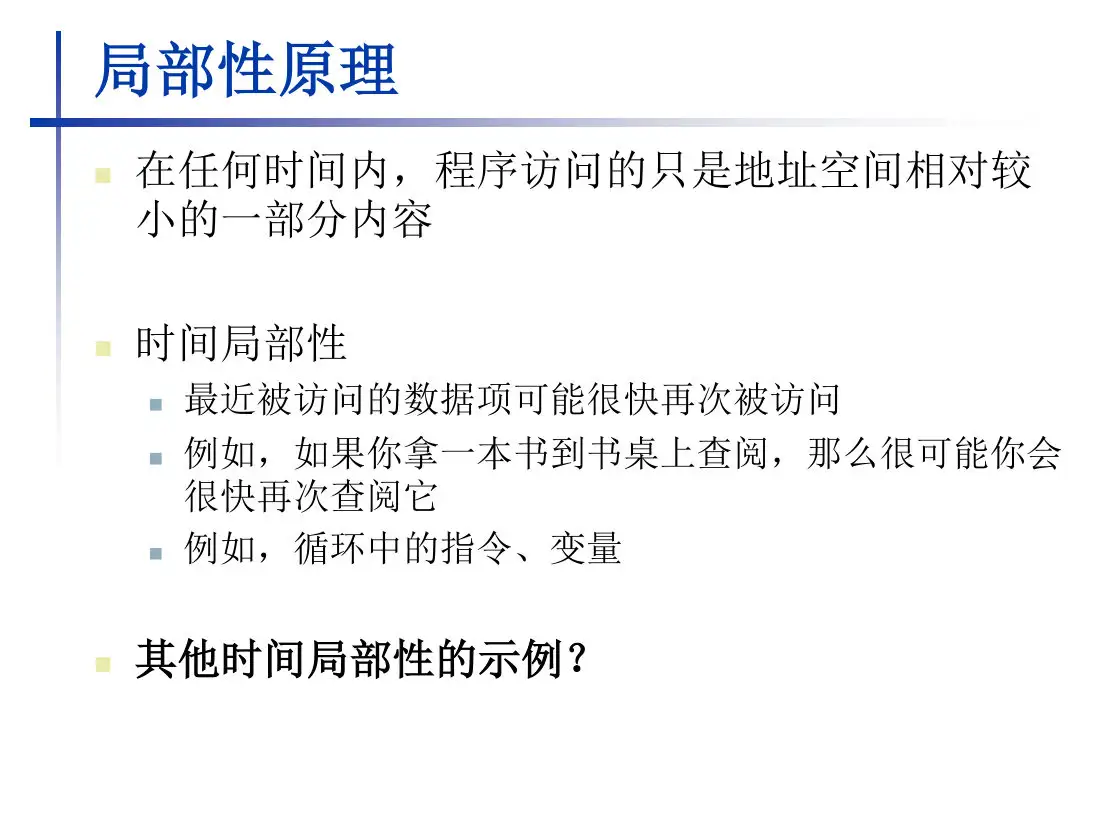 局部性原理
在任何时间内，程序访问的只是地址空间相对较
小的一部分内容
时间局部性
最近被访问的数据项可能很快再次被访问
例如，如果你拿一本书到书桌上查阅，那么很可能你会
很快再次查阅它
例如，循环中的指令、变量
其他时间局部性的示例？